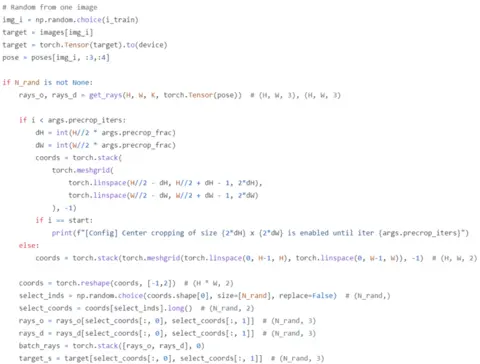 # Random from one image
img_i = np.random.choice(i_train)
target = images[img_i]
target = torch.Tensor(target).to(device)
pose = poses[img_i, :3,:4]
if N_rand is not None:
rays_o, rays_d = get_rays(H, W, K, torch.Tensor(pose))  # (H, W, 3), (H, W, 3)
if i < args.precrop_iters:
dH = int(H//2 * args.precrop_frac)
dW = int(W//2 * args.precrop_frac)
coords = torch.stack(
torch.meshgrid(
torch.linspace(H//2 - dH, H//2 + dH - 1, 2*dH),
torch.linspace(W//2 - dW, W//2 + dW - 1, 2*dW)
), -1)
if i == start:
print(f"[Config] Center cropping of size {2*dH} x {2*dW} is enabled until iter {args.precrop_iters}")
else:
coords = torch.stack(torch.meshgrid(torch.linspace(0, H-1, H), torch.linspace(0, W-1, W)), -1)  # (H, W, 2)
coords = torch.reshape(coords, [-1,2])  # (H * W, 2)
select_inds = np.random.choice(coords.shape[0], size=[N_rand], replace=False)  # (N_rand,)
select_coords = coords[select_inds].long()  # (N_rand, 2)
rays_o = rays_o[select_coords[:, 0], select_coords[:, 1]]  # (N_rand, 3)
rays_d = rays_d[select_coords[:, 0], select_coords[:, 1]]  # (N_rand, 3)
batch_rays = torch.stack([rays_o, rays_d], 0)
target_s = target[select_coords[:, 0], select_coords[:, 1]]  # (N_rand, 3)